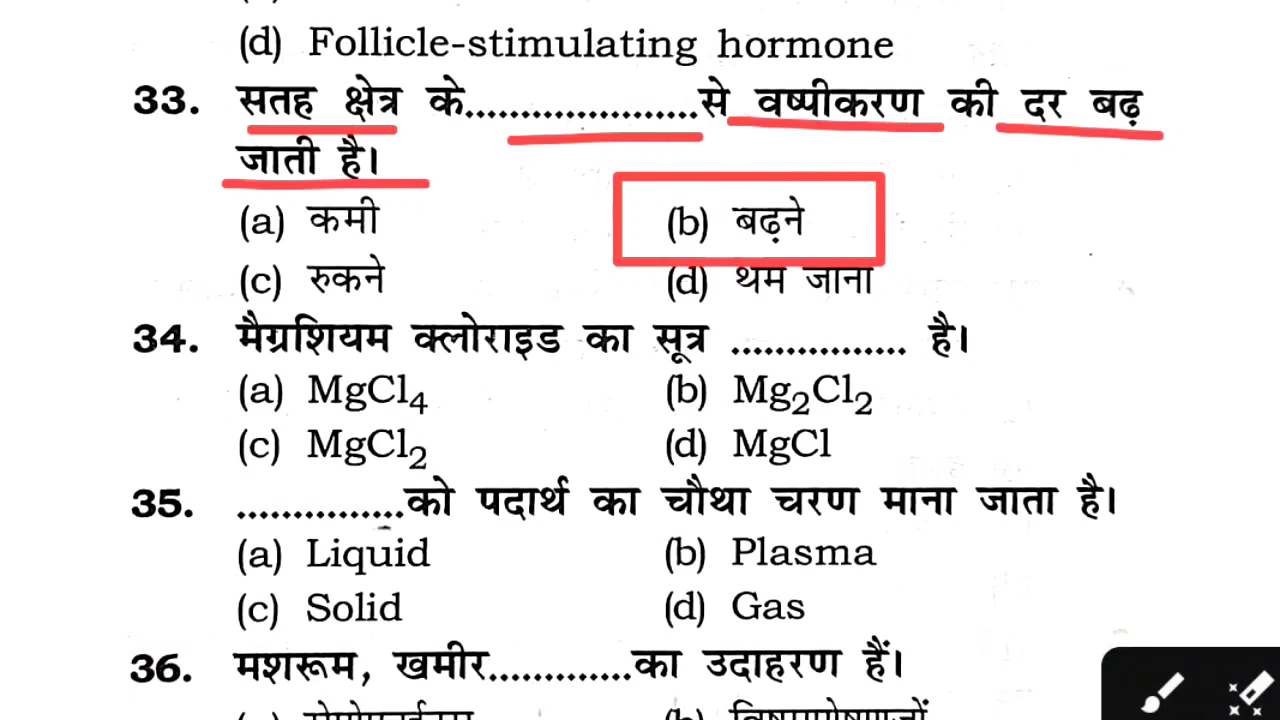 (d) Follicle-stimulating hormone
33. सतह क्षेत्र के.....................से वष्पीकरण की दर बढ़
जाती है।
(a) कमी (b) बढ़ने
(c) रुकने (d) थम जाना
34. मैग्रशियम क्लोराइड का सूत्र ................ है।
(a) MgCl₄ (b) Mg₂Cl₂
(c) MgCl₂ (d) MgCl
35. ...............को पदार्थ का चौथा चरण माना जाता है।
(a) Liquid (b) Plasma
(c) Solid (d) Gas
36. मशरूम, खमीर.............का उदाहरण हैं।